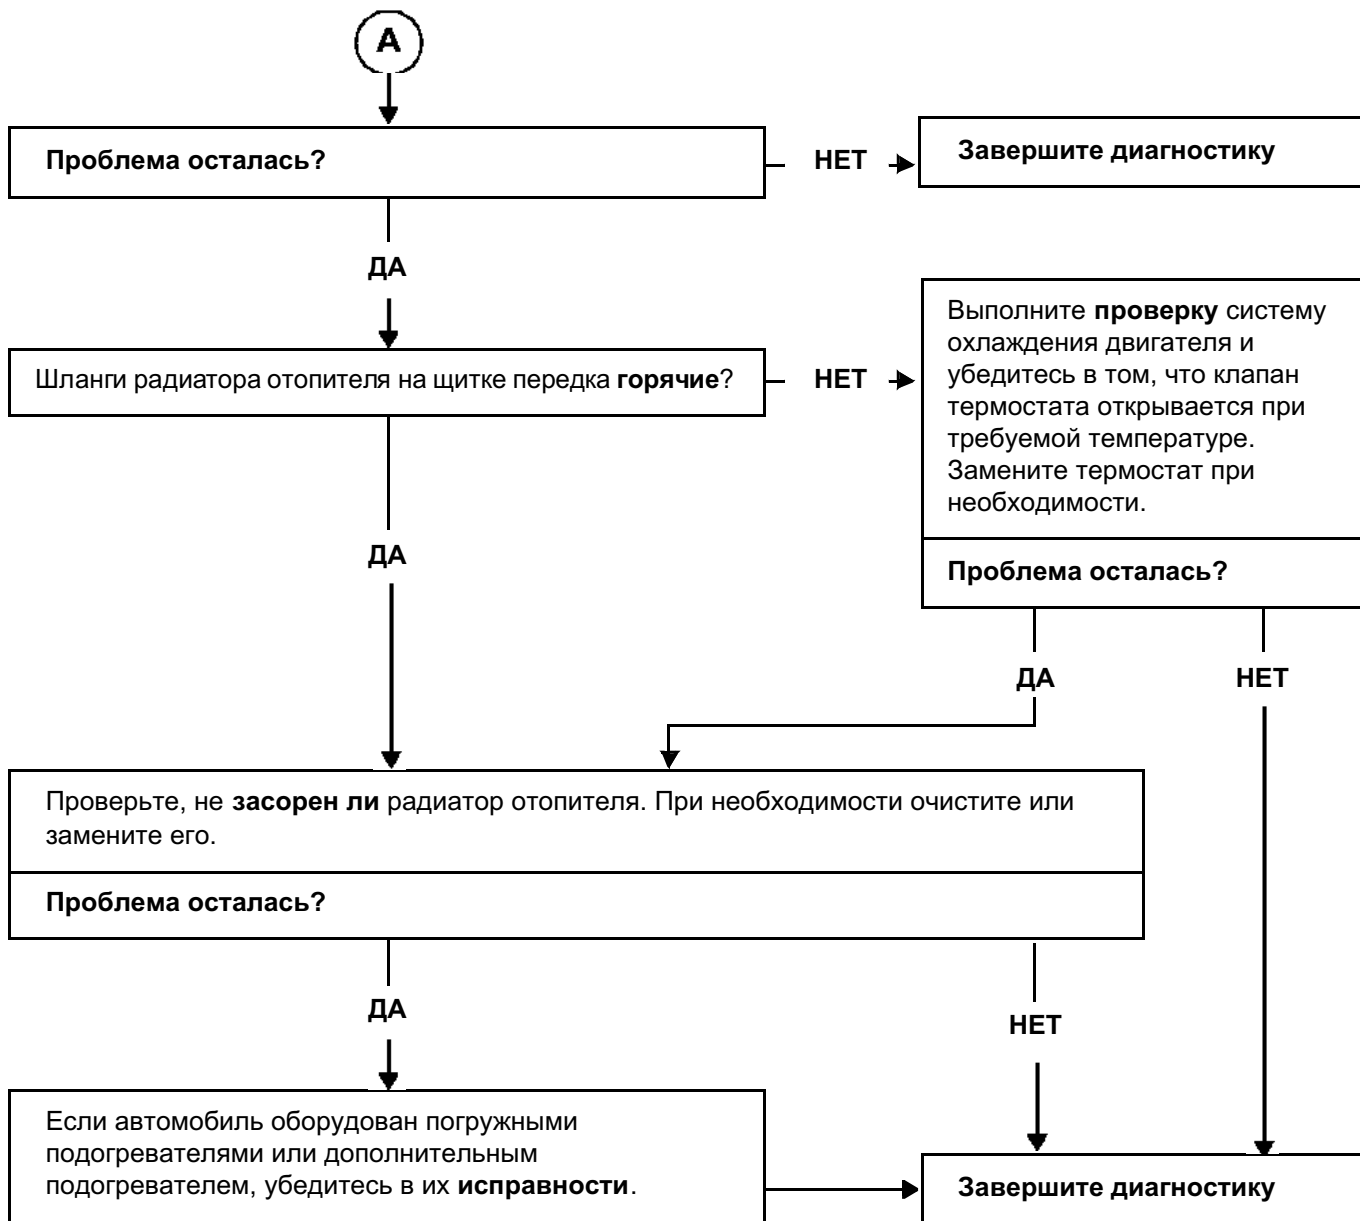 A
Проблема осталась?
НЕТ
Завершите диагностику
ДА
Шланги радиатора отопителя на щитке передка горячие?
НЕТ
Выполните проверку систему
охлаждения двигателя и
убедитесь в том, что клапан
термостата открывается при
требуемой температуре.
Замените термостат при
необходимости.
Проблема осталась?
ДА
ДА
НЕТ
Проверьте, не засорен ли радиатор отопителя. При необходимости очистите или
замените его.
Проблема осталась?
ДА
НЕТ
Если автомобиль оборудован погружными
подогревателями или дополнительным
подогревателем, убедитесь в их исправности.
Завершите диагностику